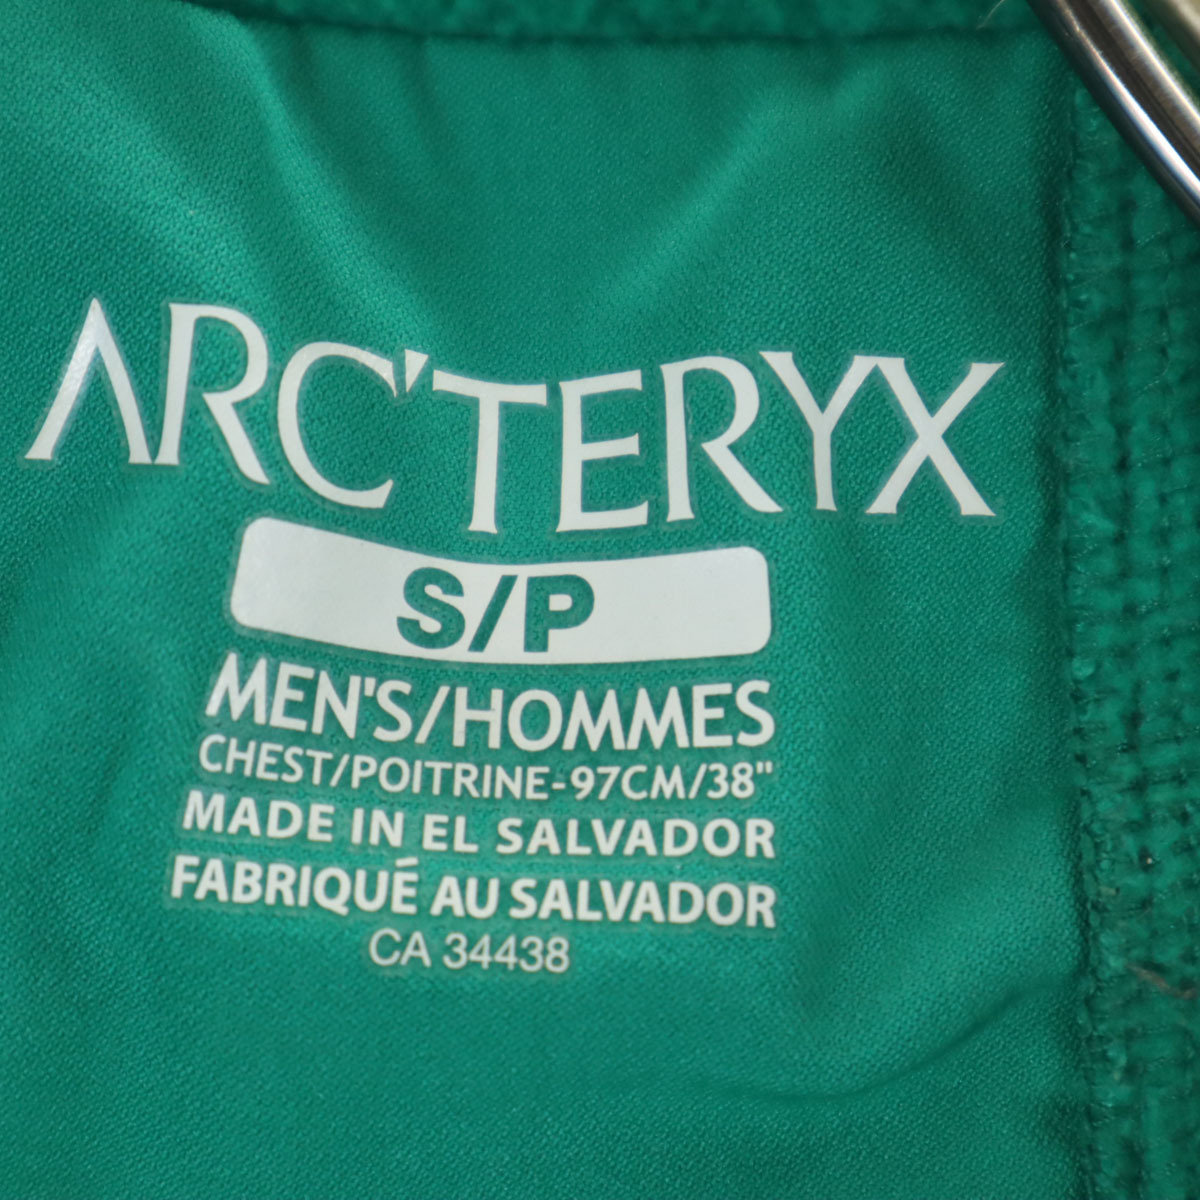 ARC'TERYX
S/P
MEN'S/HOMMES
CHEST/POITRINE-97CM/38"
MADE IN EL SALVADOR
FABRIQUÉ AU SALVADOR
CA 34438